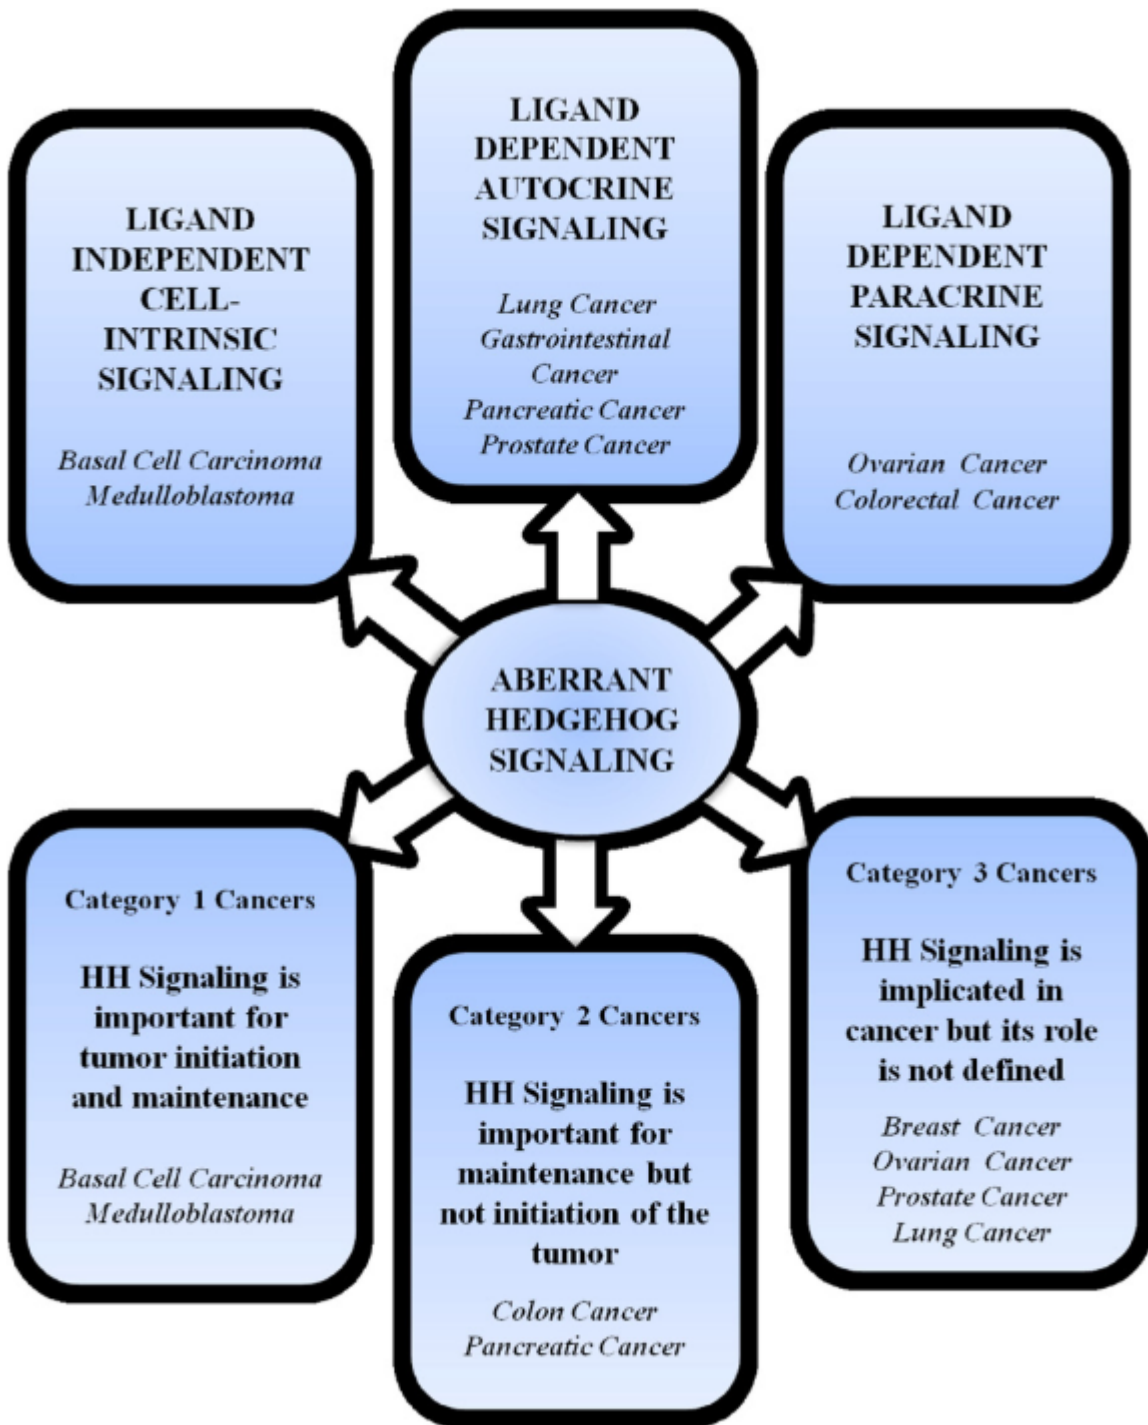 LIGAND
INDEPENDENT
CELL-
INTRINSIC
SIGNALING
Basal Cell Carcinoma
Medulloblastoma
LIGAND
DEPENDENT
AUTOCRINE
SIGNALING
Lung Cancer
Gastrointestinal
Cancer
Pancreatic Cancer
Prostate Cancer
LIGAND
DEPENDENT
PARACRINE
SIGNALING
Ovarian Cancer
Colorectal Cancer
ABERRANT
HEDGEHOG
SIGNALING
Category 1 Cancers
HH Signaling is
important for
tumor initiation
and maintenance
Basal Cell Carcinoma
Medulloblastoma
Category 2 Cancers
HH Signaling is
important for
maintenance but
not initiation of the
tumor
Colon Cancer
Pancreatic Cancer
Category 3 Cancers
HH Signaling is
implicated in
cancer but its role
is not defined
Breast Cancer
Ovarian Cancer
Prostate Cancer
Lung Cancer